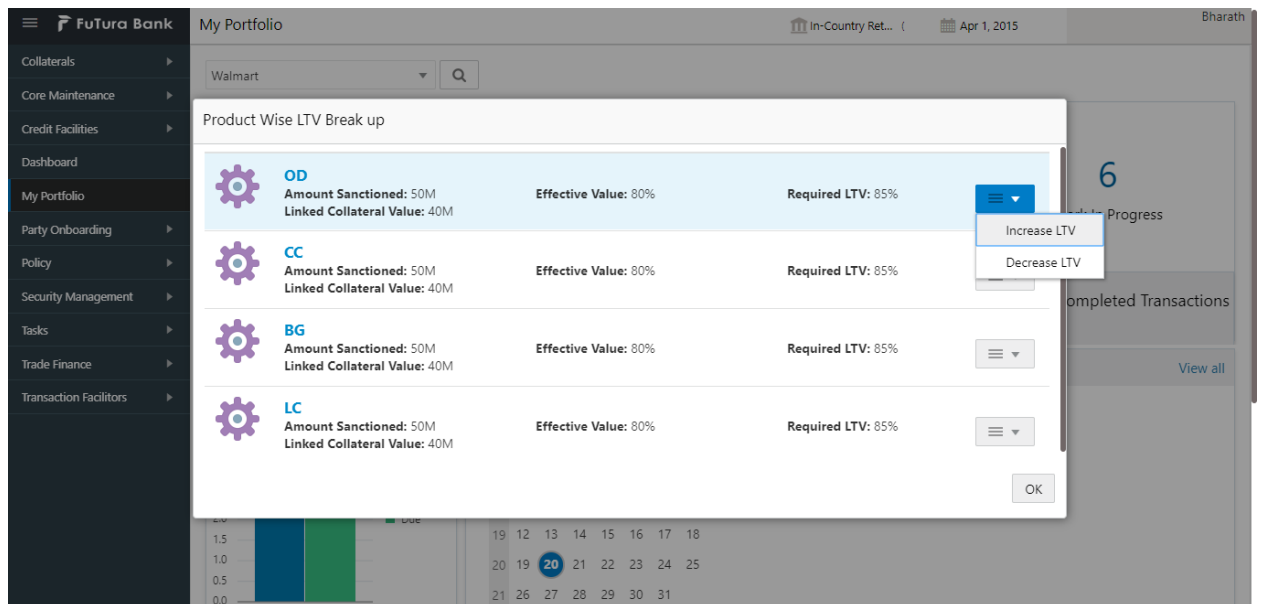 FuTura Bank
My Portfolio
In-Country Ret... (
Apr 1, 2015
Bharath
Collaterals
Core Maintenance
Credit Facilities
Dashboard
My Portfolio
Party Onboarding
Policy
Security Management
Tasks
Trade Finance
Transaction Facilitors
Walmart
Product Wise LTV Break up
OD
Amount Sanctioned: 50M
Linked Collateral Value: 40M
Effective Value: 80%
Required LTV: 85%
Increase LTV
Decrease LTV
CC
Amount Sanctioned: 50M
Linked Collateral Value: 40M
Effective Value: 80%
Required LTV: 85%
BG
Amount Sanctioned: 50M
Linked Collateral Value: 40M
Effective Value: 80%
Required LTV: 85%
LC
Amount Sanctioned: 50M
Linked Collateral Value: 40M
Effective Value: 80%
Required LTV: 85%
OK
6
In Progress
ompleted Transactions
View all
2.0
1.5
1.0
0.5
0.0
Due
19 12 13 14 15 16 17 18
20 19 20 21 22 23 24 25
21 26 27 28 29 30 31